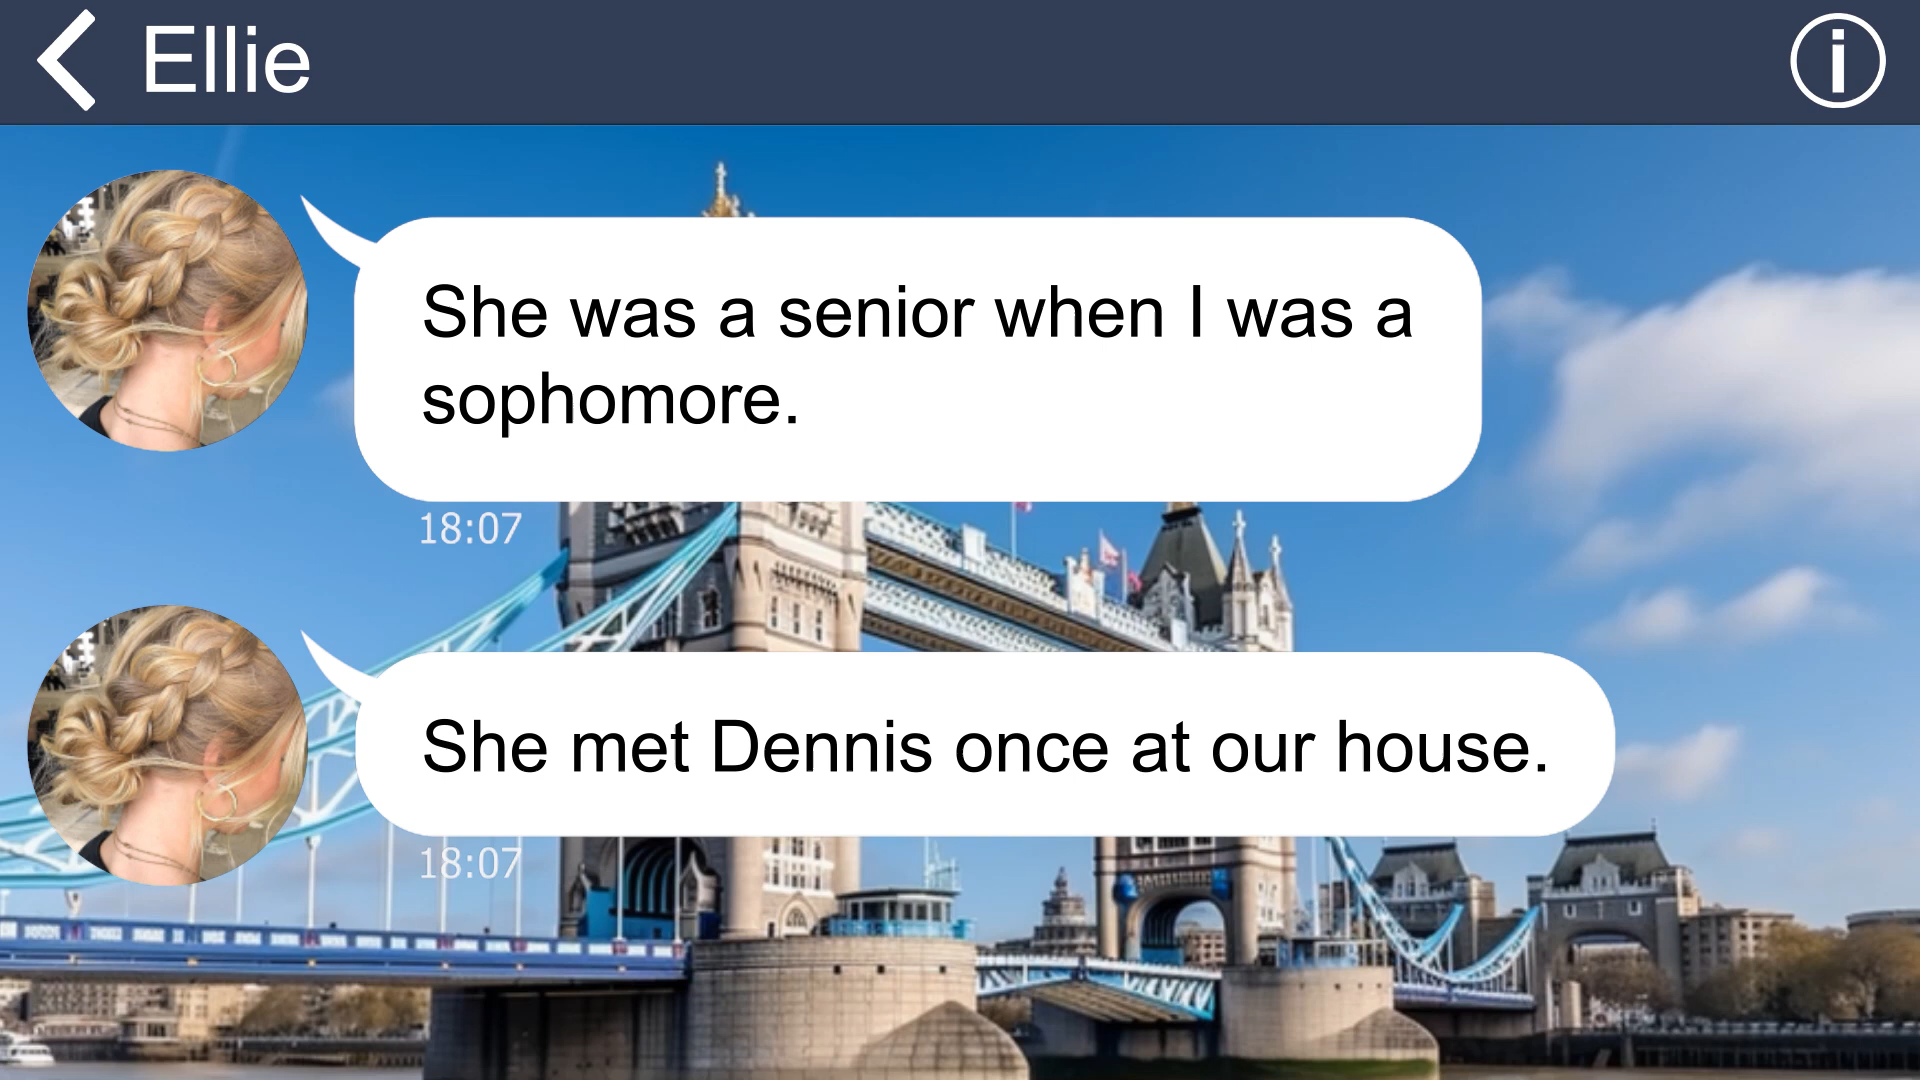 Ellie
She was a senior when I was a
sophomore.
18:07
She met Dennis once at our house.
18:07